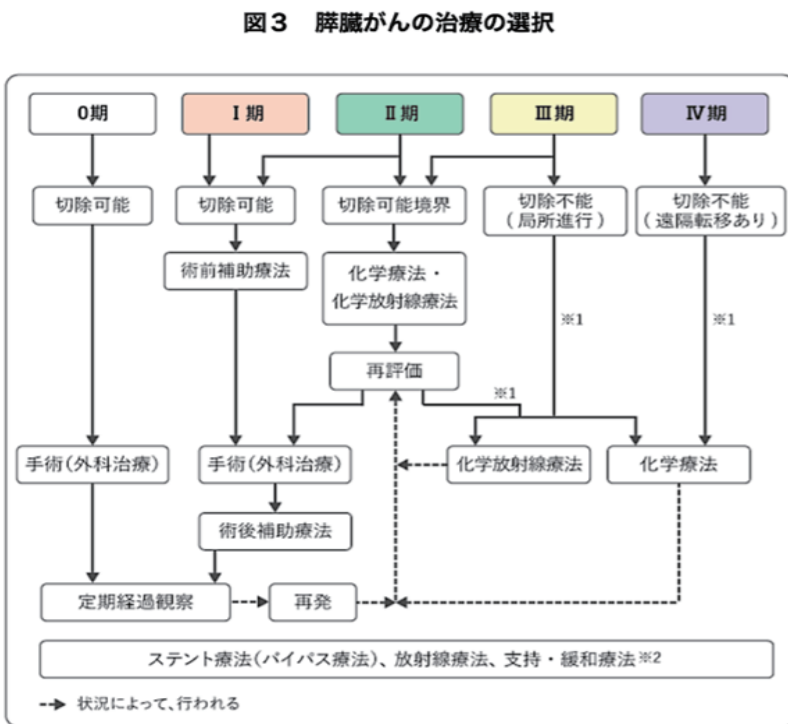 図3 膵臓がんの治療の選択
0期
Ⅰ期
Ⅱ期
Ⅲ期
Ⅳ期
切除可能
切除可能
切除可能境界
切除不能
(局所進行)
切除不能
(遠隔転移あり)
術前補助療法
化学療法・
化学放射線療法
※1
※1
再評価
※1
手術(外科治療)
手術(外科治療)
化学放射線療法
化学療法
術後補助療法
定期経過観察
再発
ステント療法(バイパス療法)、放射線療法、支持・緩和療法※2
状況によって、行われる